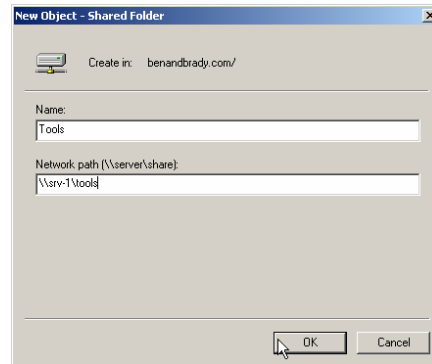 New Object - Shared Folder
Create in: benandbrady.com/
Name:
Tools
Network path (\\server\share):
\\srv-1\tools
OK Cancel